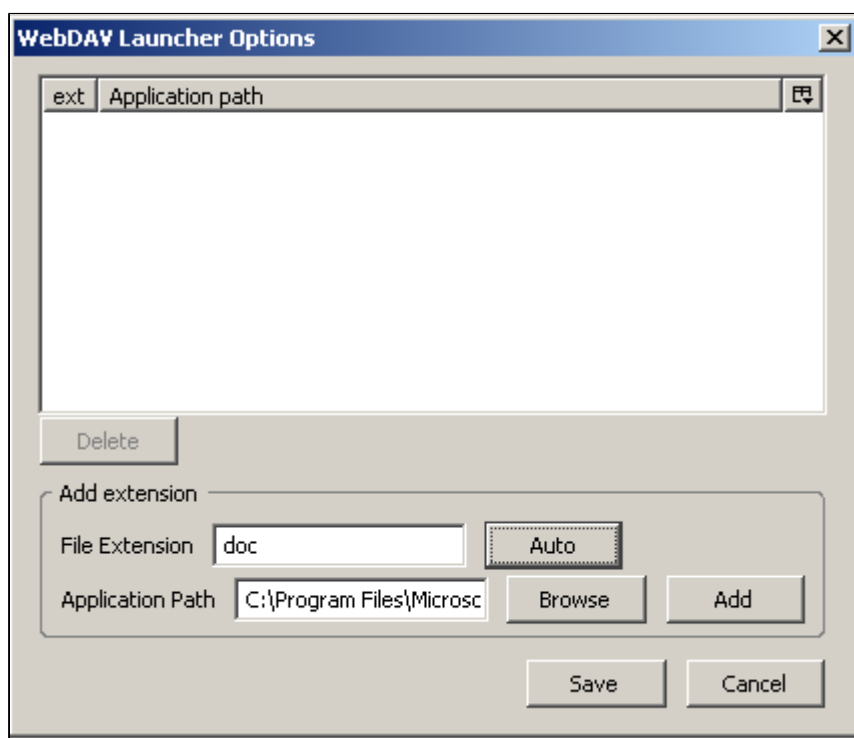 WebDAV Launcher Options
ext Application path
Delete
Add extension
File Extension doc Auto
Application Path C:\Program Files\Microsc Browse Add
Save Cancel